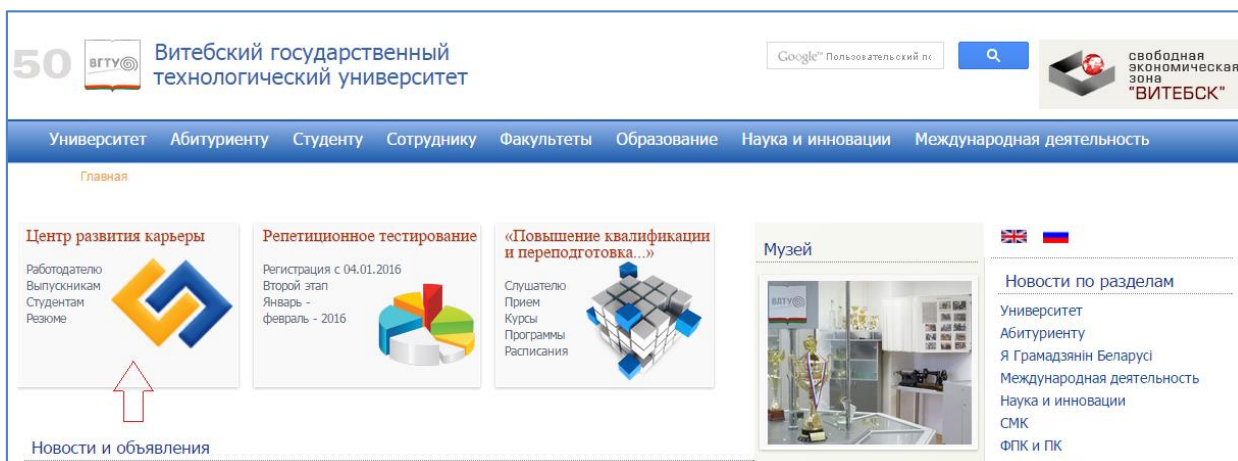 50
ВГТУ
Витебский государственный
технологический университет
Google™ Пользовательский по
свободная
экономическая
зона
"ВИТЕБСК"
Университет Абитуриенту Студенту Сотруднику Факультеты Образование Наука и инновации Международная деятельность
Главная
Центр развития карьеры
Работодателю
Выпускникам
Студентам
Резюме
Репетиционное тестирование
Регистрация с 04.01.2016
Второй этап
Январь -
февраль - 2016
«Повышение квалификации
и переподготовка...»
Слушателю
Прием
Курсы
Программы
Расписания
Музей
ВГТУ
Новости по разделам
Университет
Абитуриенту
Я Грамадзянін Беларусі
Международная деятельность
Наука и инновации
СМК
ФПК и ПК
Новости и объявления